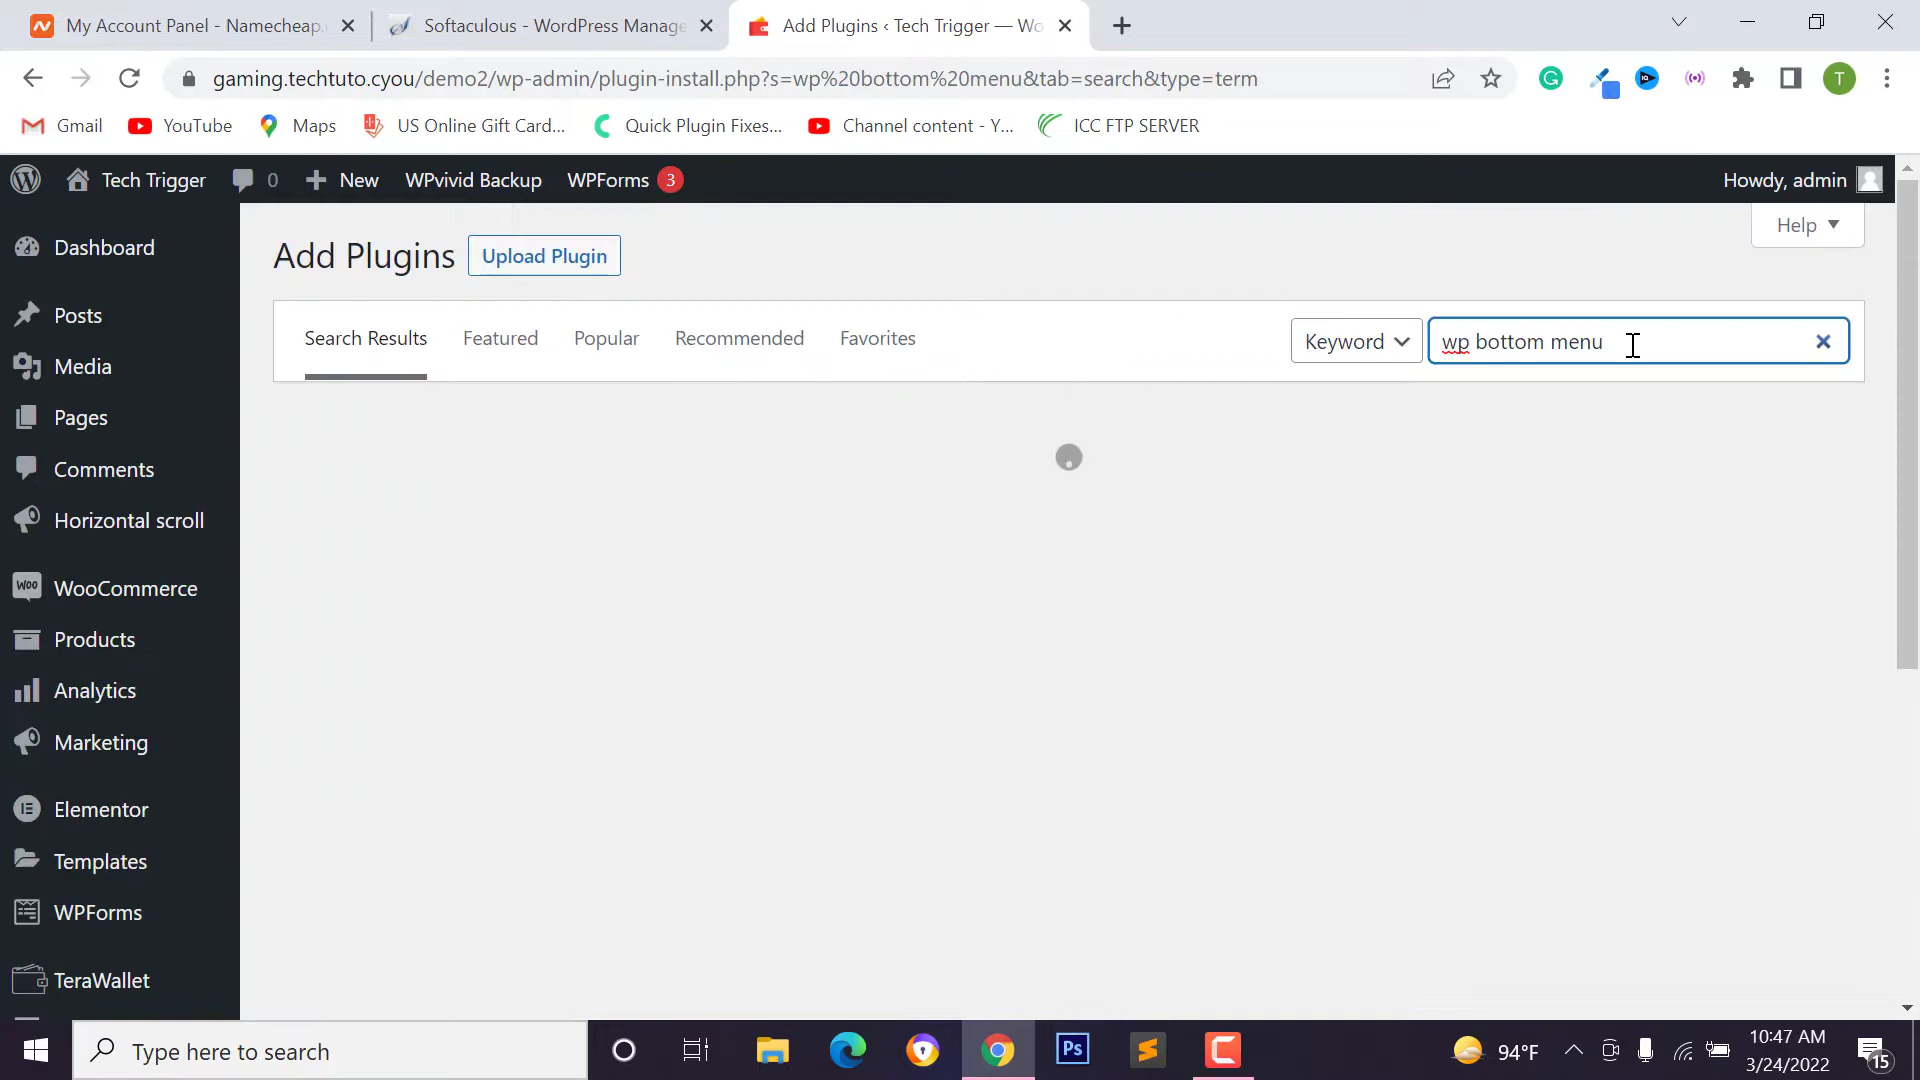 My Account Panel - Namecheap.
Softaculous - WordPress Manage
Add Plugins ‹ Tech Trigger — Wo
gaming.techtuto.cyou/demo2/wp-admin/plugin-install.php?s=wp%20bottom%20menu&tab=search&type=term
T
Gmail
YouTube
Maps
US Online Gift Card...
Quick Plugin Fixes...
Channel content - Y...
ICC FTP SERVER
Tech Trigger
0
New
WPvivid Backup
WPForms 3
Howdy, admin
Help
Add Plugins
Upload Plugin
Search Results
Featured
Popular
Recommended
Favorites
Keyword
wp bottom menu
Dashboard
Posts
Media
Pages
Comments
Horizontal scroll
Woo WooCommerce
Products
Analytics
Marketing
Elementor
Templates
WPForms
TeraWallet
Type here to search
Ps
94°F
10:47 AM
3/24/2022
15